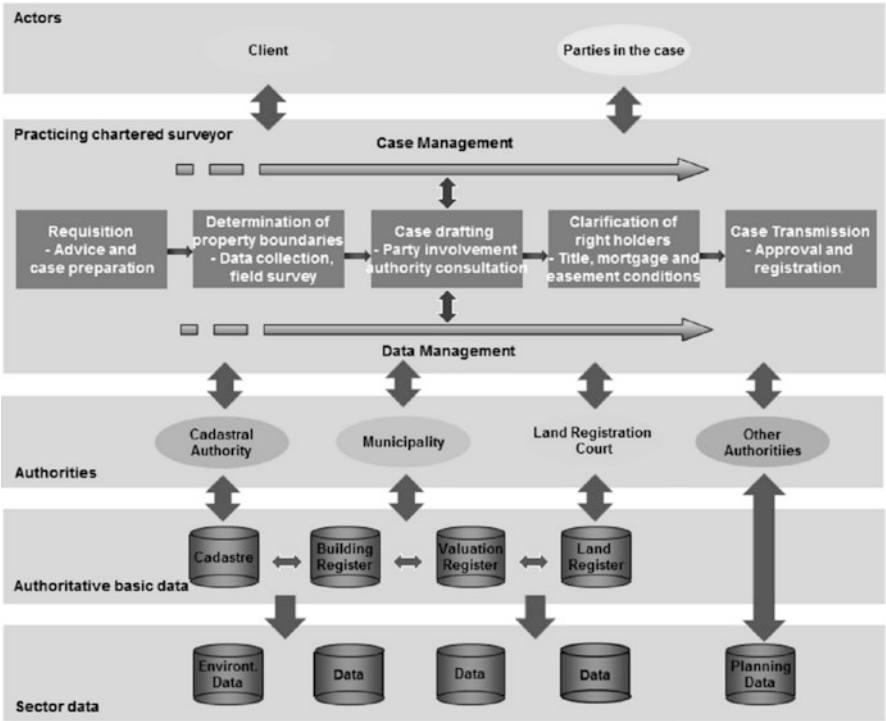 Actors
Client
Parties in the case
Practicing chartered surveyor
Case Management
Requisition
- Advice and
case preparation
Determination of
property boundaries
- Data collection,
field survey
Case drafting
- Party involvement
authority consultation
Clarification of
right holders
- Title, mortgage and
easement conditions
Case Transmission
- Approval and
registration
Data Management
Cadastral
Authority
Municipality
Land Registration
Court
Other
Authoritiies
Authorities
Cadastre
Building
Register
Valuation
Register
Land
Register
Authoritative basic data
Environt.
Data
Data
Data
Data
Planning
Data
Sector data